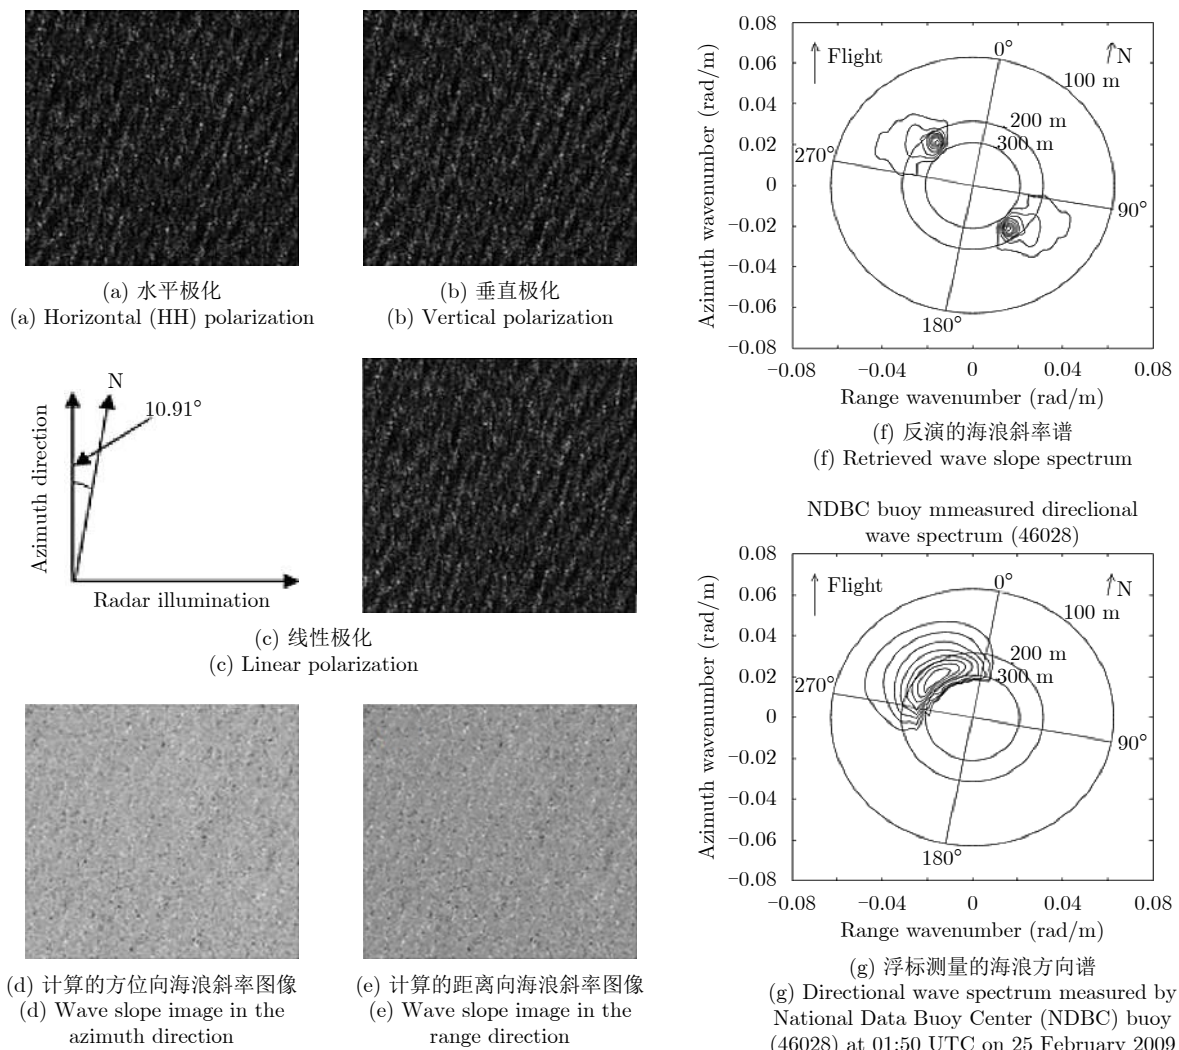 (a) 水平极化
(a) Horizontal (HH) polarization
(b) 垂直极化
(b) Vertical polarization
N
10.91°
Azimuth direction
Radar illumination
(c) 线性极化
(c) Linear polarization
(d) 计算的方位向海浪斜率图像
(d) Wave slope image in the
azimuth direction
(e) 计算的距离向海浪斜率图像
(e) Wave slope image in the
range direction
0.08
0.06
0.04
0.02
0
−0.02
−0.04
−0.06
−0.08
Azimuth wavenumber (rad/m)
Flight
0°
N
100 m
200 m
300 m
270°
90°
180°
−0.08
−0.04
0
0.04
0.08
Range wavenumber (rad/m)
(f) 反演的海浪斜率谱
(f) Retrieved wave slope spectrum
NDBC buoy mmeasured direclional
wave spectrum (46028)
0.08
0.06
0.04
0.02
0
−0.02
−0.04
−0.06
−0.08
Azimuth wavenumber (rad/m)
Flight
0°
N
100 m
200 m
300 m
270°
90°
180°
−0.08
−0.04
0
0.04
0.08
Range wavenumber (rad/m)
(g) 浮标测量的海浪方向谱
(g) Directional wave spectrum measured by
National Data Buoy Center (NDBC) buoy
(46028) at 01:50 UTC on 25 February 2009